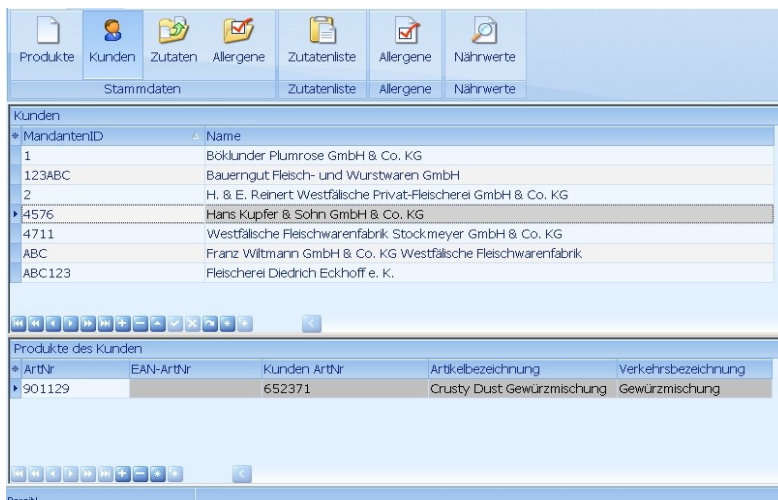 Produkte Kunden Zutaten Allergene Zutatenliste Allergene Nährwerte
Stammdaten Zutatenliste Allergene Nährwerte
Kunden
MandantenID Name
1 Böklunder Plumrose GmbH & Co. KG
123ABC Bauerngut Fleisch- und Wurstwaren GmbH
2 H. & E. Reinert Westfälische Privat-Fleischerei GmbH & Co. KG
4576 Hans Kupfer & Sohn GmbH & Co. KG
4711 Westfälische Fleischwarenfabrik Stockmeyer GmbH & Co. KG
ABC Franz Wiltmann GmbH & Co. KG Westfälische Fleischwarenfabrik
ABC123 Fleischerei Diedrich Eckhoff e. K.
Produkte des Kunden
ArtNr EAN-ArtNr Kunden ArtNr Artikelbezeichnung Verkehrsbezeichnung
901129 652371 Crusty Dust Gewürzmischung Gewürzmischung